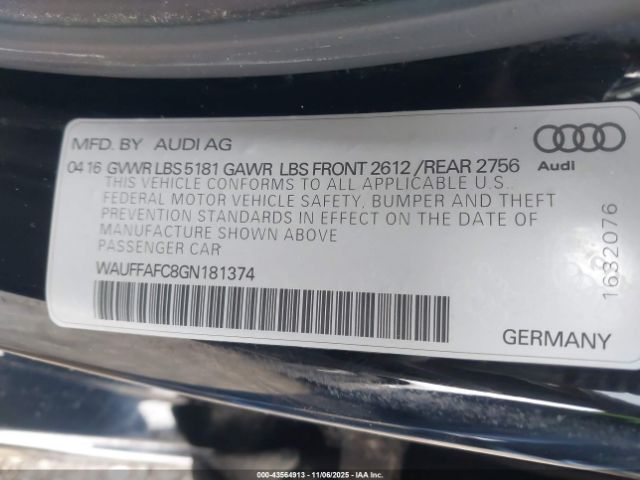 MFD. BY AUDI AG
04 16 GVWR LBS 5181 GAWR LBS FRONT 2612 /REAR 2756
THIS VEHICLE CONFORMS TO ALL APPLICABLE U.S.
FEDERAL MOTOR VEHICLE SAFETY, BUMPER AND THEFT
PREVENTION STANDARDS IN EFFECT ON THE DATE OF
MANUFACTURE SHOWN ABOVE.
PASSENGER CAR
WAUFFAFC8GN181374
Audi
1632076
GERMANY
000-43564913 - 11/06/2025 - IAA Inc.